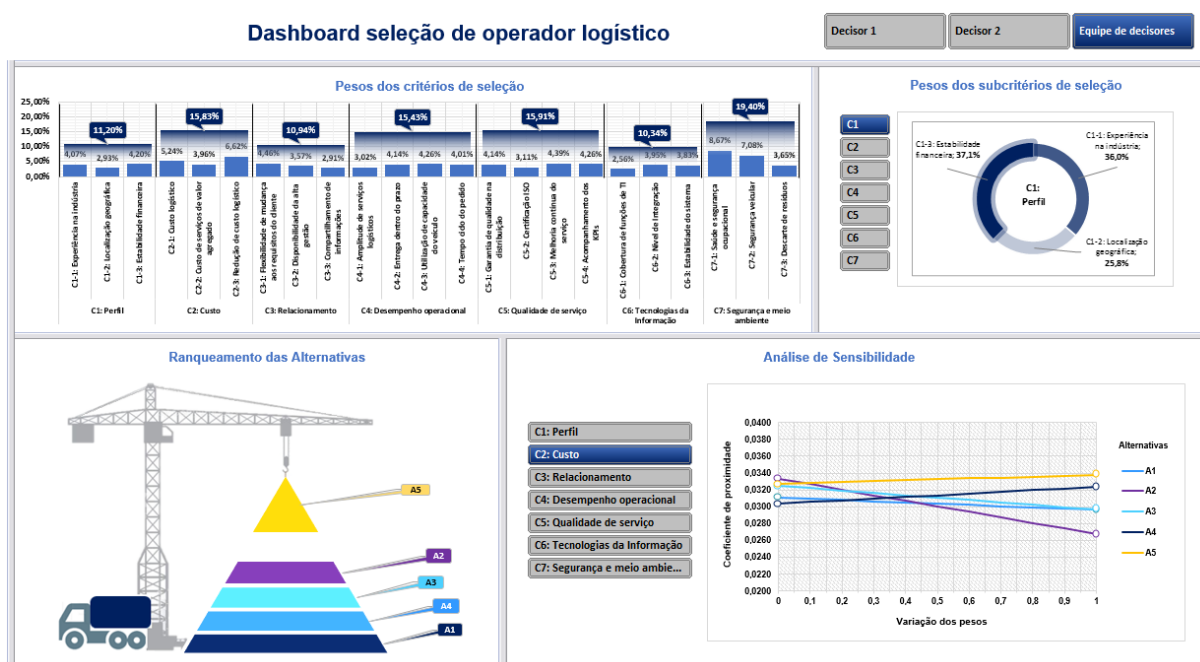 Dashboard seleção de operador logístico
Decisor 1
Decisor 2
Equipe de decisores
Pesos dos critérios de seleção
25,00%
20,00%
15,00%
10,00%
5,00%
0,00%
11,20%
15,83%
10,94%
15,43%
15,91%
10,34%
19,40%
4,07%
2,93%
4,20%
5,24%
3,96%
6,62%
4,46%
3,57%
2,91%
3,02%
4,14%
4,26%
4,01%
4,14%
3,11%
4,39%
4,26%
2,56%
3,95%
3,83%
8,67%
7,08%
3,65%
C1-1: Experiência na indústria
C1-2: Localização geográfica
C1-3: Estabilidade financeira
C2-1: Custo logístico
C2-2: Custo de serviços de valor
agregado
C2-3: Redução de custo logístico
C3-1: Flexibilidade de mudança
aos requisitos do cliente
C3-2: Disponibilidade da alta
gestão
C3-3: Compartilhamento de
informações
C4-1: Amplitude de serviços
logísticos
C4-2: Entrega dentro do prazo
C4-3: Utilização de capacidade
do veículo
C4-4: Tempo ciclo do pedido
C5-1: Garantia de qualidade na
distribuição
C5-2: Certificação ISO
C5-3: Melhoria contínua do
serviço
C5-4: Acompanhamento dos
KPIs
C6-1: Cobertura de funções de TI
C6-2: Nível de Integração
C6-3: Estabilidade do sistema
C7-1: Saúde e segurança
ocupacional
C7-2: Segurança veicular
C7-3: Descarte de resíduos
C1: Perfil
C2: Custo
C3: Relacionamento
C4: Desempenho operacional
C5: Qualidade de serviço
C6: Tecnologias da
Informação
C7: Segurança e meio
ambiente
Pesos dos subcritérios de seleção
C1
C2
C3
C4
C5
C6
C7
C1-3: Estabilidade
financeira; 37,1%
C1-1: Experiência
na indústria;
36,0%
C1:
Perfil
C1-2: Localização
geográfica;
25,8%
Ranqueamento das Alternativas
A5
A2
A3
A4
A1
Análise de Sensibilidade
C1: Perfil
C2: Custo
C3: Relacionamento
C4: Desempenho operacional
C5: Qualidade de serviço
C6: Tecnologias da Informação
C7: Segurança e meio ambie...
Coeficiente de proximidade
0,0400
0,0380
0,0360
0,0340
0,0320
0,0300
0,0280
0,0260
0,0240
0,0220
0,0200
0
0,1
0,2
0,3
0,4
0,5
0,6
0,7
0,8
0,9
1
Variação dos pesos
Alternativas
A1
A2
A3
A4
A5